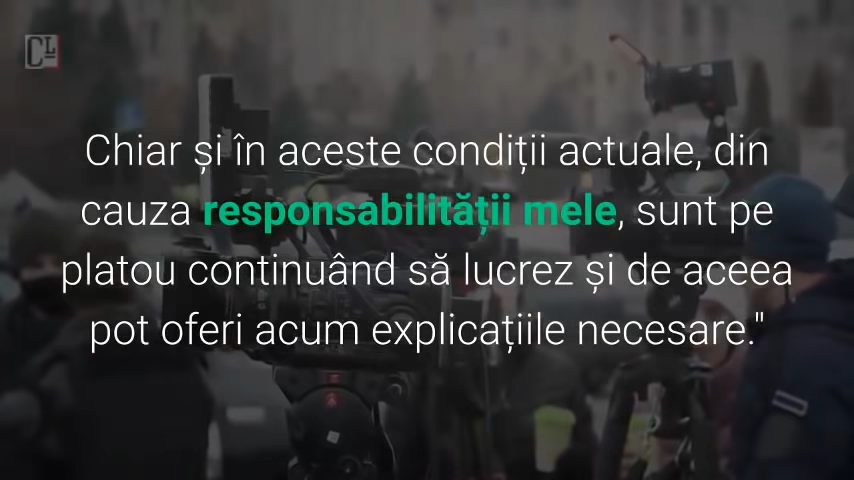 CL
Chiar și în aceste condiții actuale, din
cauza responsabilității mele, sunt pe
platou continuând să lucrez și de aceea
pot oferi acum explicațiile necesare."